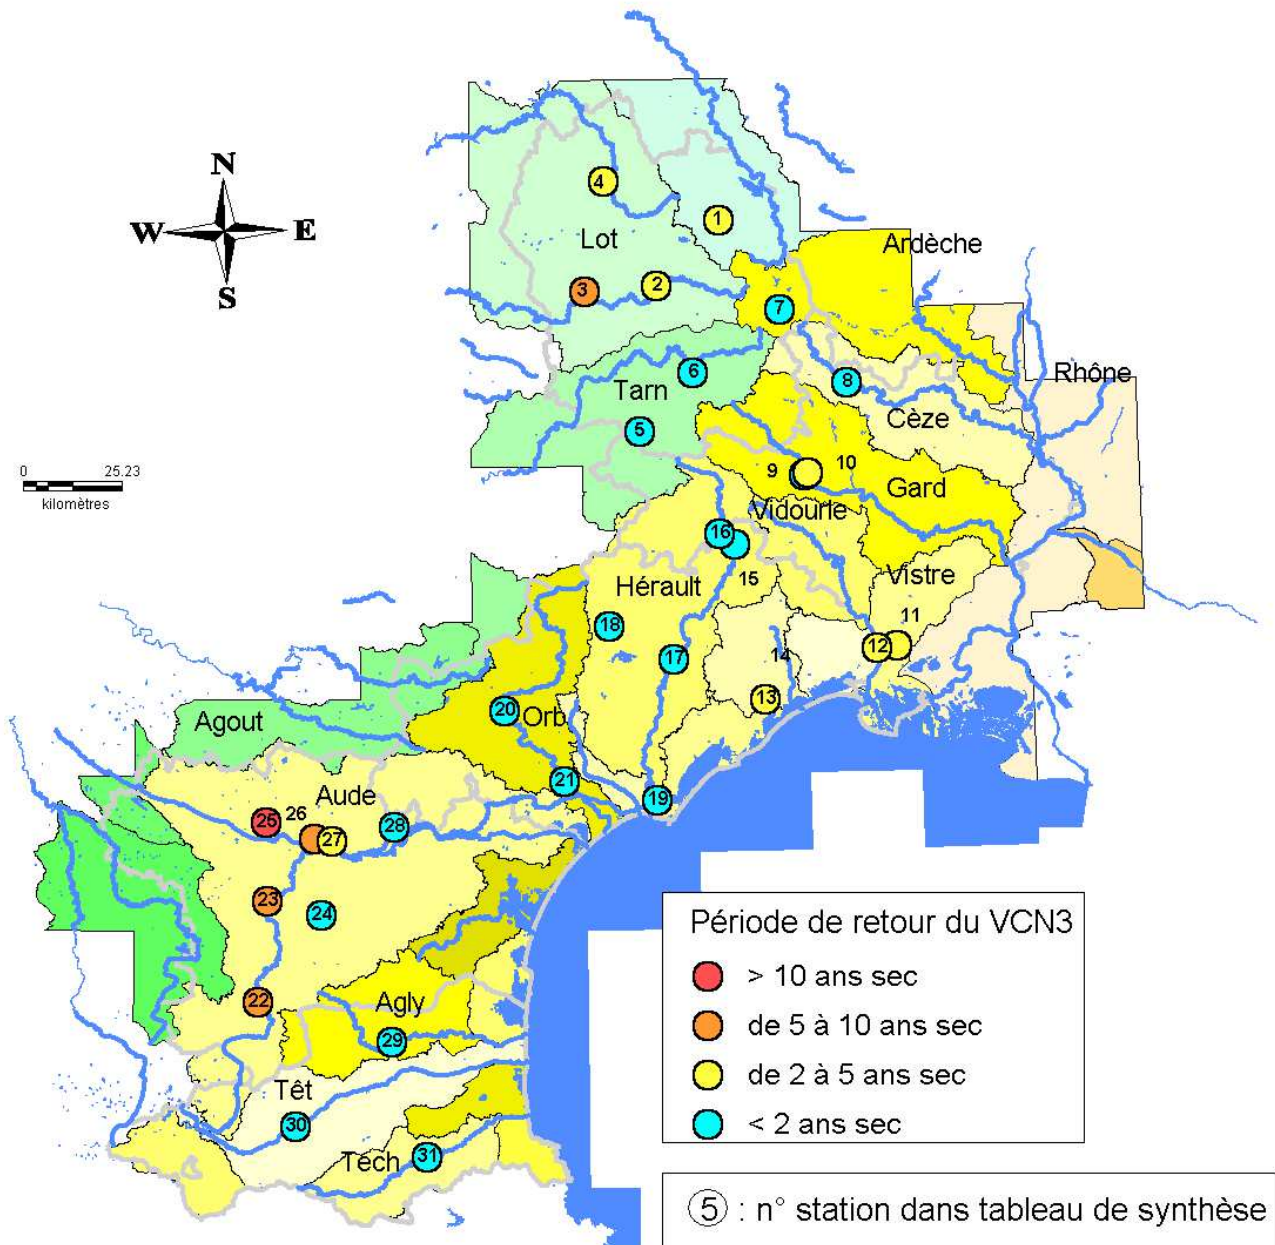 N
W E
S
4
1
Lot
Ardèche
3
2
7
Rhône
6
8
Tarn
Cèze
5
0 25.23
kilomètres
9
10
Gard
Vidourle
16
Vistre
Hérault
15
11
18
12
17
14
13
20
Orb
Agout
21
19
Aude
25
26
28
27
23
24
22
Agly
29
Têt
30
Tech
31
Période de retour du VCN3
> 10 ans sec
de 5 à 10 ans sec
de 2 à 5 ans sec
< 2 ans sec
5 : n° station dans tableau de synthèse